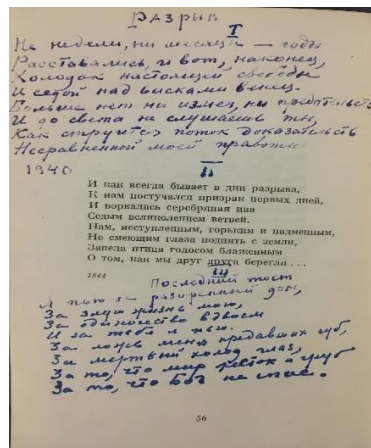 Разрыв
I
Не недели, ни месяцы — годы
Расставались, и вот, наконец,
Холодок настоящей свободы
И седой над висками венец.
Больше нет ни измен, ни предательств
И до света не слушаешь ты,
Как струится поток доказательств
Несравненной моей правоты
1940
II
И как всегда бывает в дни разрыва,
К нам постучался призрак первых дней,
И ворвалась серебряная ива
Седым великолепием ветвей.
Нам, исступленным, горьким и надменным,
Не смеющим глаза поднять с земли,
Запела птица голосом блаженным
О том, как мы друг друга берегли . . .
1944
III
Последний тост
Я пью за разоренный дом,
За злую жизнь мою,
За одиночество вдвоем
И за тебя я пью.
За ложь меня предавших губ,
За мертвый холод глаз,
За то, что мир жесток и груб
За то, что Бог не спас.
56